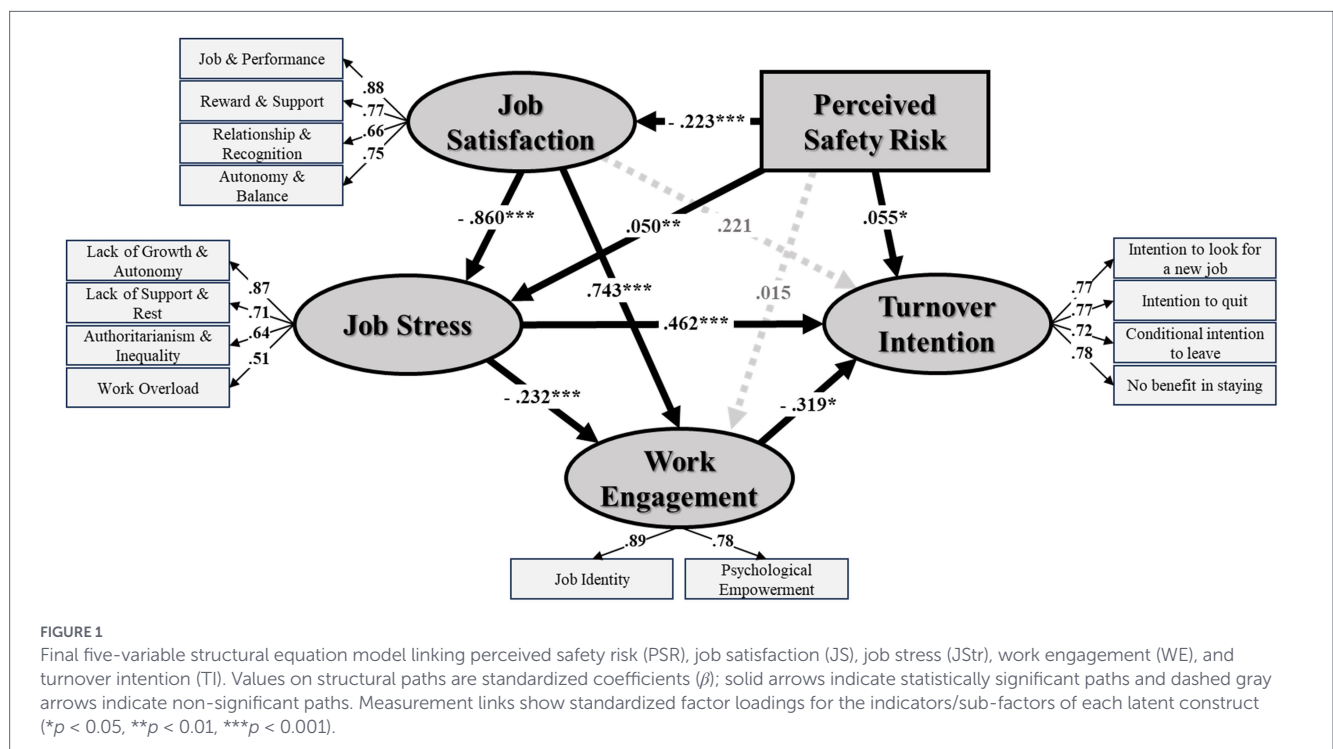 Job & Performance
Reward & Support
Relationship &
Recognition
Autonomy &
Balance
.88
.77
.66
.75
Job
Satisfaction
Perceived
Safety Risk
- .223***
- .860***
.050**
.221
.055*
.743***
.015
Lack of Growth &
Autonomy
Lack of Support &
Rest
Authoritarianism &
Inequality
Work Overload
.87
.71
.64
.51
Job Stress
.462***
Turnover
Intention
.77
.77
.72
.78
Intention to look for
a new job
Intention to quit
Conditional intention
to leave
No benefit in staying
- .232***
- .319*
Work
Engagement
.89
.78
Job Identity
Psychological
Empowerment
FIGURE 1
Final five-variable structural equation model linking perceived safety risk (PSR), job satisfaction (JS), job stress (JStr), work engagement (WE), and
turnover intention (TI). Values on structural paths are standardized coefficients (β); solid arrows indicate statistically significant paths and dashed gray
arrows indicate non-significant paths. Measurement links show standardized factor loadings for the indicators/sub-factors of each latent construct
(*p < 0.05, **p < 0.01, ***p < 0.001).